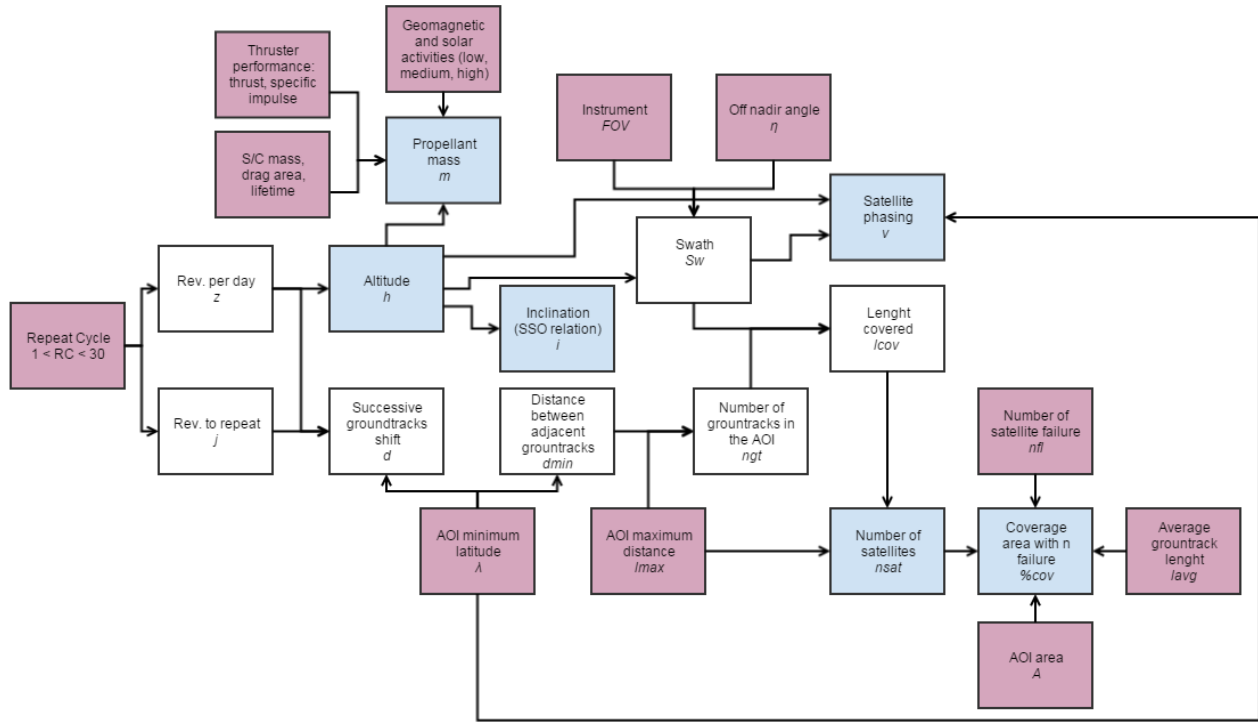 Thruster
performance:
thrust, specific
impulse
Geomagnetic
and solar
activities (low,
medium, high)
Instrument
FOV
Off nadir angle
η
S/C mass,
drag area,
lifetime
Propellant
mass
m
Satellite
phasing
v
Swath
Sw
Rev. per day
z
Altitude
h
Inclination
(SSO relation)
i
Lenght
covered
lcov
Repeat Cycle
1 < RC < 30
Rev. to repeat
j
Successive
groundtracks
shift
d
Distance
between
adjacent
grountracks
dmin
Number of
grountracks in
the AOI
ngt
Number of
satellite failure
nfl
AOI minimum
latitude
λ
AOI maximum
distance
lmax
Number of
satellites
nsat
Coverage
area with n
failure
%cov
Average
grountrack
lenght
lavg
AOI area
A